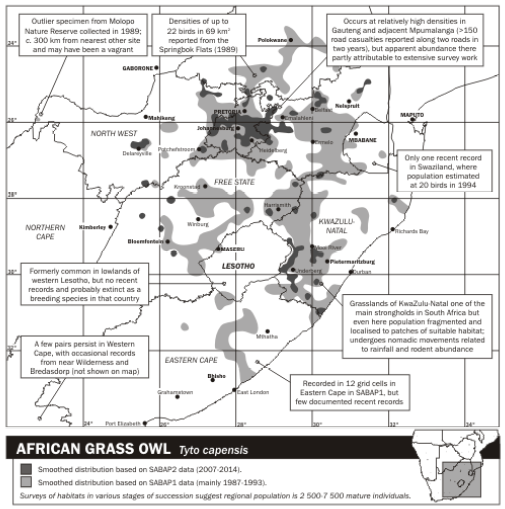 Outlier specimen from Molopo
Nature Reserve collected in 1989;
c. 300 km from nearest other site
and may have been a vagrant
Densities of up to
22 birds in 69 km²
reported from the
Springbok Flats (1989)
Occurs at relatively high densities in
Gauteng and adjacent Mpumalanga (>150
road casualties reported along two roads in
two years), but apparent abundance there
partly attributable to extensive survey work
Polokwane
24°
GABORONE
PRETORIA
Nelspruit
Mahikeng
Johannesburg
Emalahleni
MAPUTO
26°
NORTH WEST
MBABANE
Delareyville
Potchefstroom
Heidelberg
Ermelo
Only one recent record
in Swaziland, where
population estimated
at 20 birds in 1994
Kroonstad
FREE STATE
28°
Harrismith
NORTHERN
CAPE
Kimberley
Winburg
KWAZULU-
NATAL
Richards Bay
Bloemfontein
MASERU
Mooi River
Pietermaritzburg
LESOTHO
Underberg
Durban
Formerly common in lowlands of
western Lesotho, but no recent
records and probably extinct as a
breeding species in that country
Grasslands of KwaZulu-Natal one of the
main strongholds in South Africa but
even here population fragmented and
localised to patches of suitable habitat;
undergoes nomadic movements related
to rainfall and rodent abundance
A few pairs persist in Western
Cape, with occasional records
from near Wilderness and
Bredasdorp (not shown on map)
Mthatha
EASTERN CAPE
Bhisho
Grahamstown
East London
Recorded in 12 grid cells in
Eastern Cape in SABAP1, but
few documented recent records
Port Elizabeth
24°
26°
28°
30°
32°
34°
AFRICAN GRASS OWL Tyto capensis
Smoothed distribution based on SABAP2 data (2007-2014).
Smoothed distribution based on SABAP1 data (mainly 1987-1993).
Surveys of habitats in various stages of succession suggest regional population is 2 500-7 500 mature individuals.